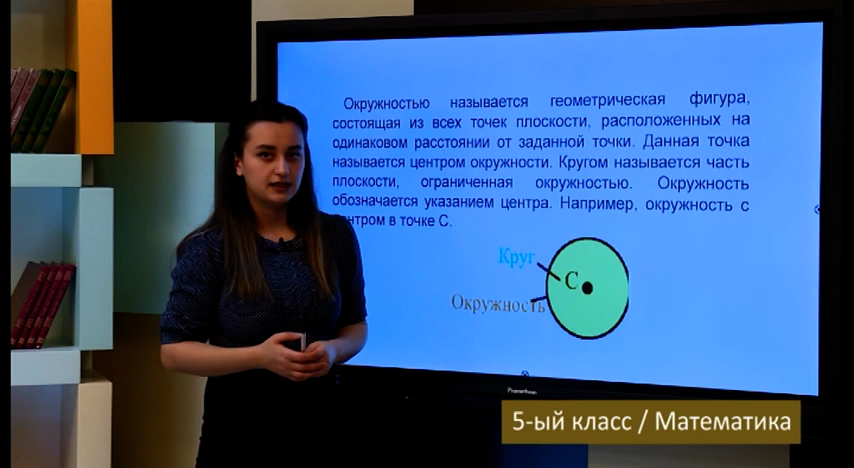 Окружностью называется геометрическая фигура,
состоящая из всех точек плоскости, расположенных на
одинаковом расстоянии от заданной точки. Данная точка
называется центром окружности. Кругом называется часть
плоскости, ограниченная окружностью. Окружность
обозначается указанием центра. Например, окружность с
центром в точке С.
Круг
С
Окружность
Promethean
5-ый класс / Математика